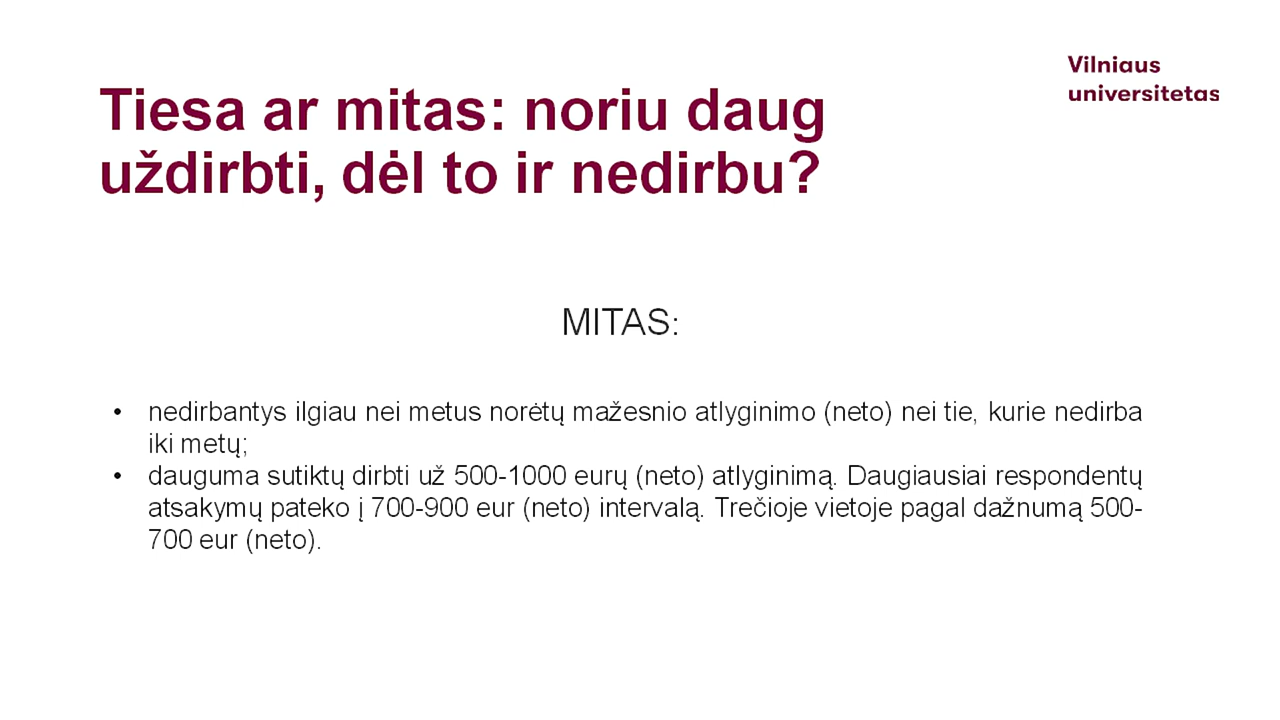 Vilniaus
universitetas
Tiesa ar mitas: noriu daug
uždirbti, dėl to ir nedirbu?
MITAS:
• nedirbantys ilgiau nei metus norėtų mažesnio atlyginimo (neto) nei tie, kurie nedirba
iki metų;
• dauguma sutiktų dirbti už 500-1000 eurų (neto) atlyginimą. Daugiausiai respondentų
atsakymų pateko į 700-900 eur (neto) intervalą. Trečioje vietoje pagal dažnumą 500-
700 eur (neto).